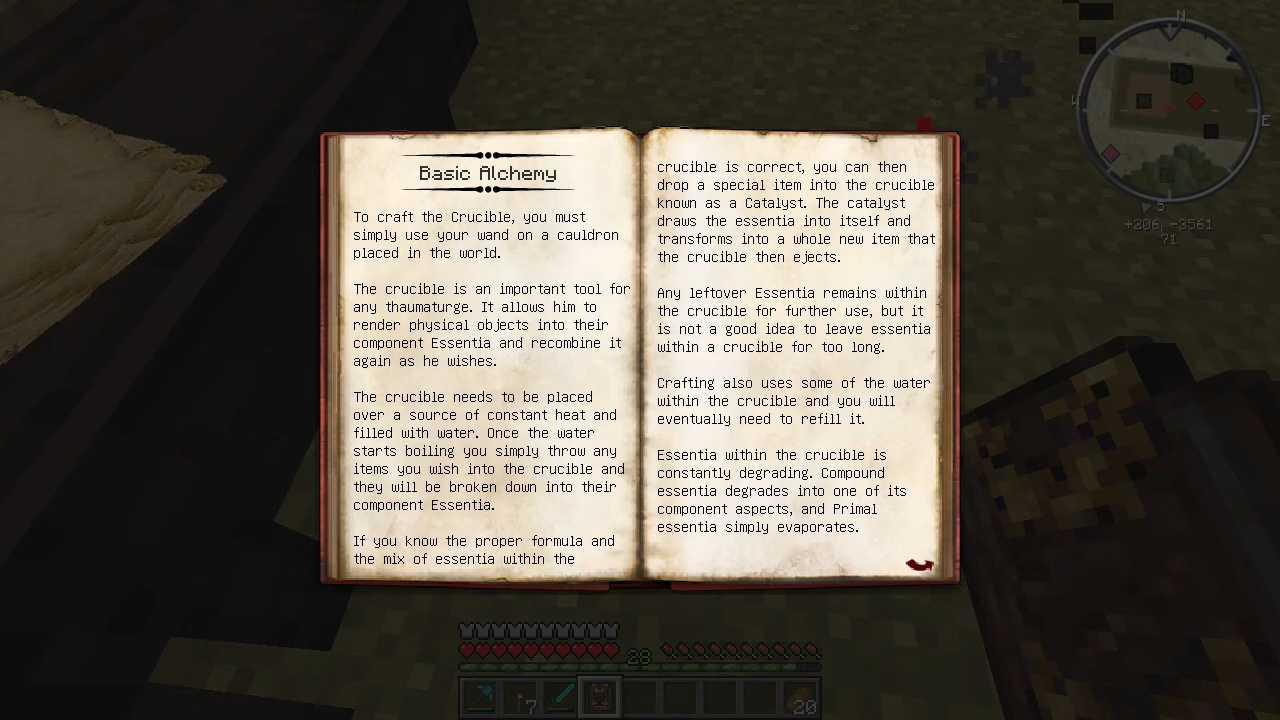 Basic Alchemy
To craft the Crucible, you must
simply use your wand on a cauldron
placed in the world.
The crucible is an important tool for
any thaumaturge. It allows him to
render physical objects into their
component Essentia and recombine it
again as he wishes.
The crucible needs to be placed
over a source of constant heat and
filled with water. Once the water
starts boiling you simply throw any
items you wish into the crucible and
they will be broken down into their
component Essentia.
If you know the proper formula and
the mix of essentia within the
crucible is correct, you can then
drop a special item into the crucible
known as a Catalyst. The catalyst
draws the essentia into itself and
transforms into a whole new item that
the crucible then ejects.
Any leftover Essentia remains within
the crucible for further use, but it
is not a good idea to leave essentia
within a crucible for too long.
Crafting also uses some of the water
within the crucible and you will
eventually need to refill it.
Essentia within the crucible is
constantly degrading. Compound
essentia degrades into one of its
component aspects, and Primal
essentia simply evaporates.
N
E
S
+206, -3561
71
28
7
20